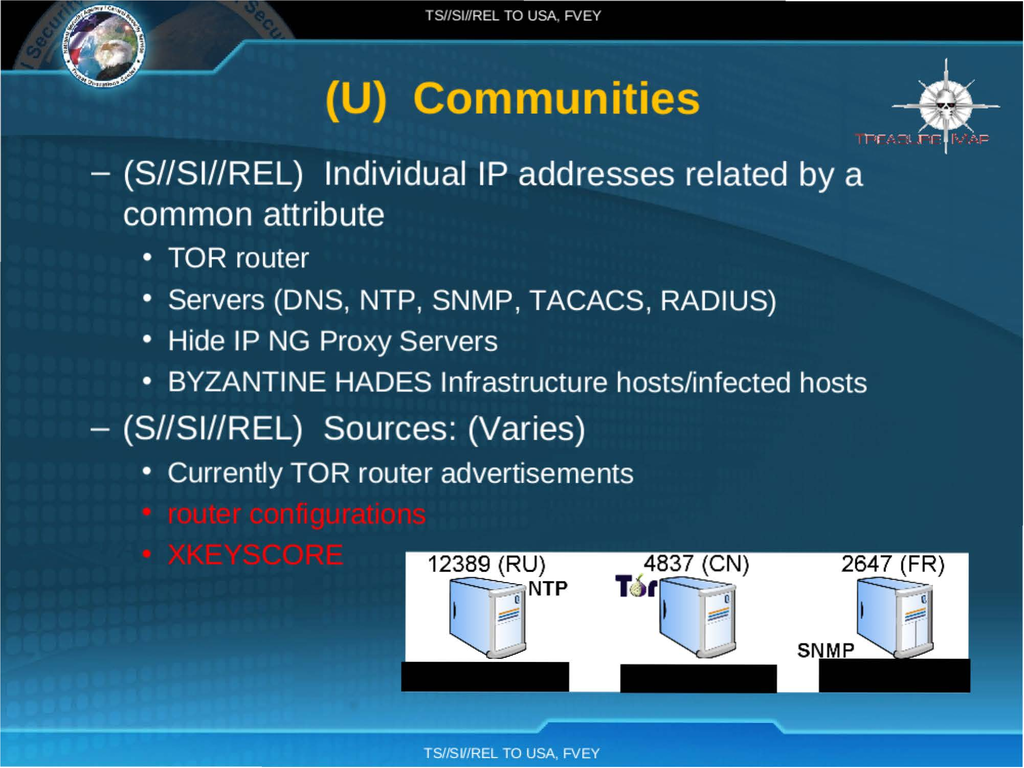 TS//SI//REL TO USA, FVEY
(U) Communities
TREASURE MAP
– (S//SI//REL) Individual IP addresses related by a
common attribute
• TOR router
• Servers (DNS, NTP, SNMP, TACACS, RADIUS)
• Hide IP NG Proxy Servers
• BYZANTINE HADES Infrastructure hosts/infected hosts
– (S//SI//REL) Sources: (Varies)
• Currently TOR router advertisements
• router configurations
• XKEYSCORE
12389 (RU)
NTP
4837 (CN)
Tor
2647 (FR)
SNMP
TS//SI//REL TO USA, FVEY